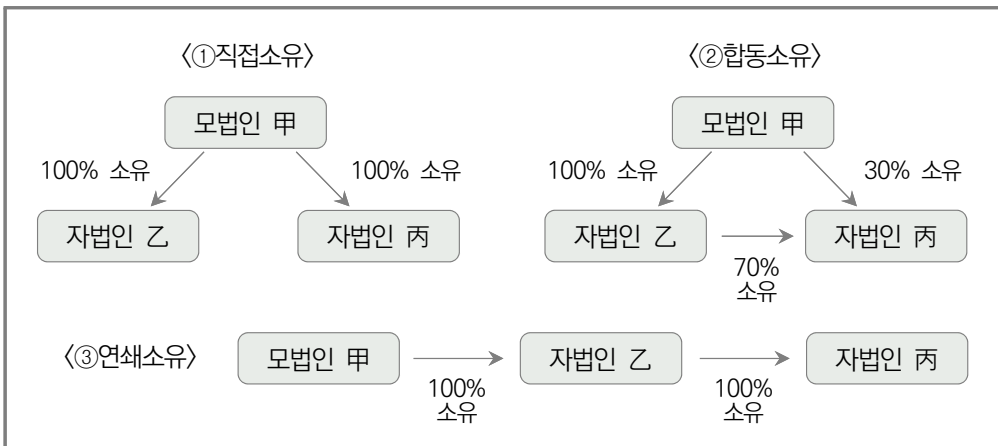 〈①직접소유〉
〈②합동소유〉
모법인 甲
모법인 甲
100% 소유
100% 소유
100% 소유
30% 소유
자법인 乙
자법인 丙
자법인 乙
자법인 丙
70%
소유
〈③연쇄소유〉
모법인 甲
자법인 乙
자법인 丙
100%
소유
100%
소유